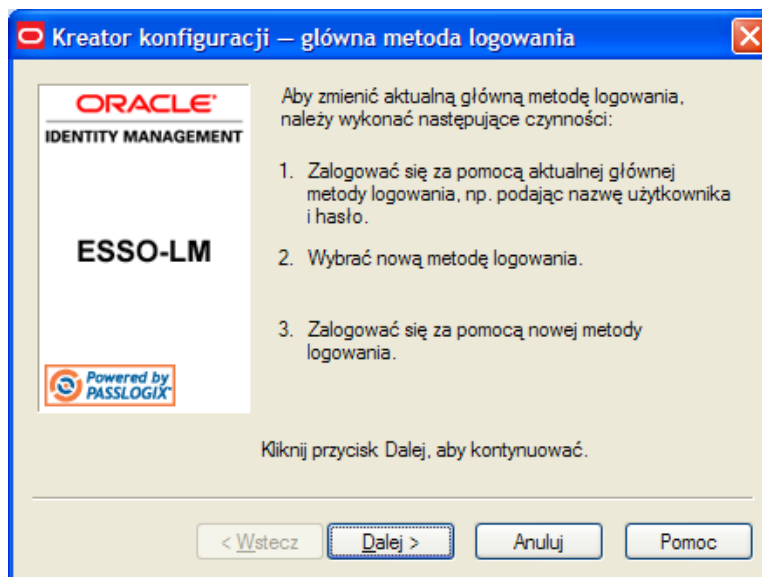 Kreator konfiguracji — główna metoda logowania
ORACLE
IDENTITY MANAGEMENT
ESSO-LM
Powered by
PASSLOGIX
Aby zmienić aktualną główną metodę logowania,
należy wykonać następujące czynności:
1. Zalogować się za pomocą aktualnej głównej
metody logowania, np. podając nazwę użytkownika
i hasło.
2. Wybrać nową metodę logowania.
3. Zalogować się za pomocą nowej metody
logowania.
Kliknij przycisk Dalej, aby kontynuować.
< Wstecz
Dalej >
Anuluj
Pomoc